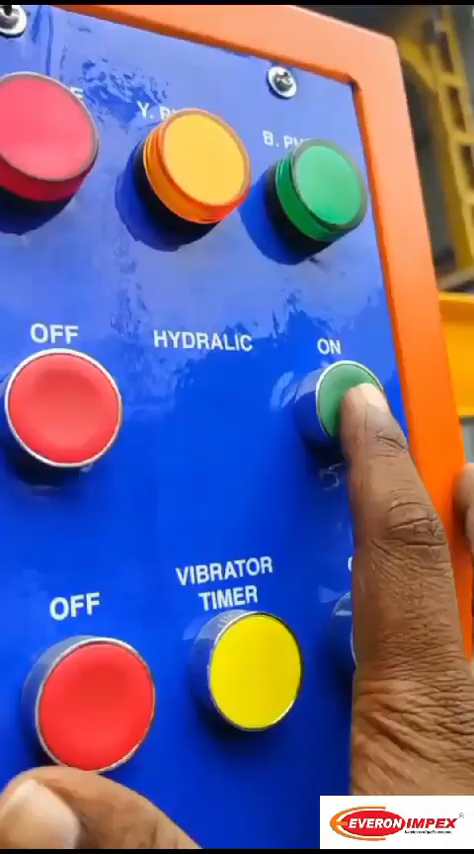 Y.
B.
OFF
HYDRALIC
ON
VIBRATOR
TIMER
OFF
EVERON IMPEX